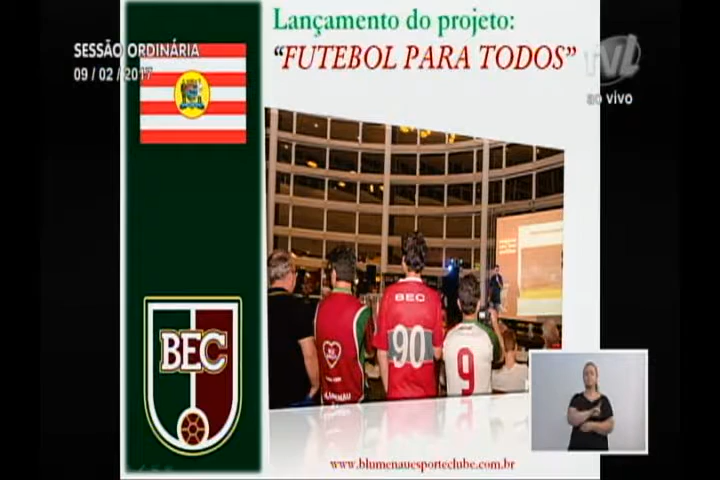 Lançamento do projeto:
“FUTEBOL PARA TODOS”
SESSÃO ORDINÁRIA
09 / 02 / 2017
TVL
ao vivo
BEC
90
9
BEC
www.blumenauesporteclube.com.br